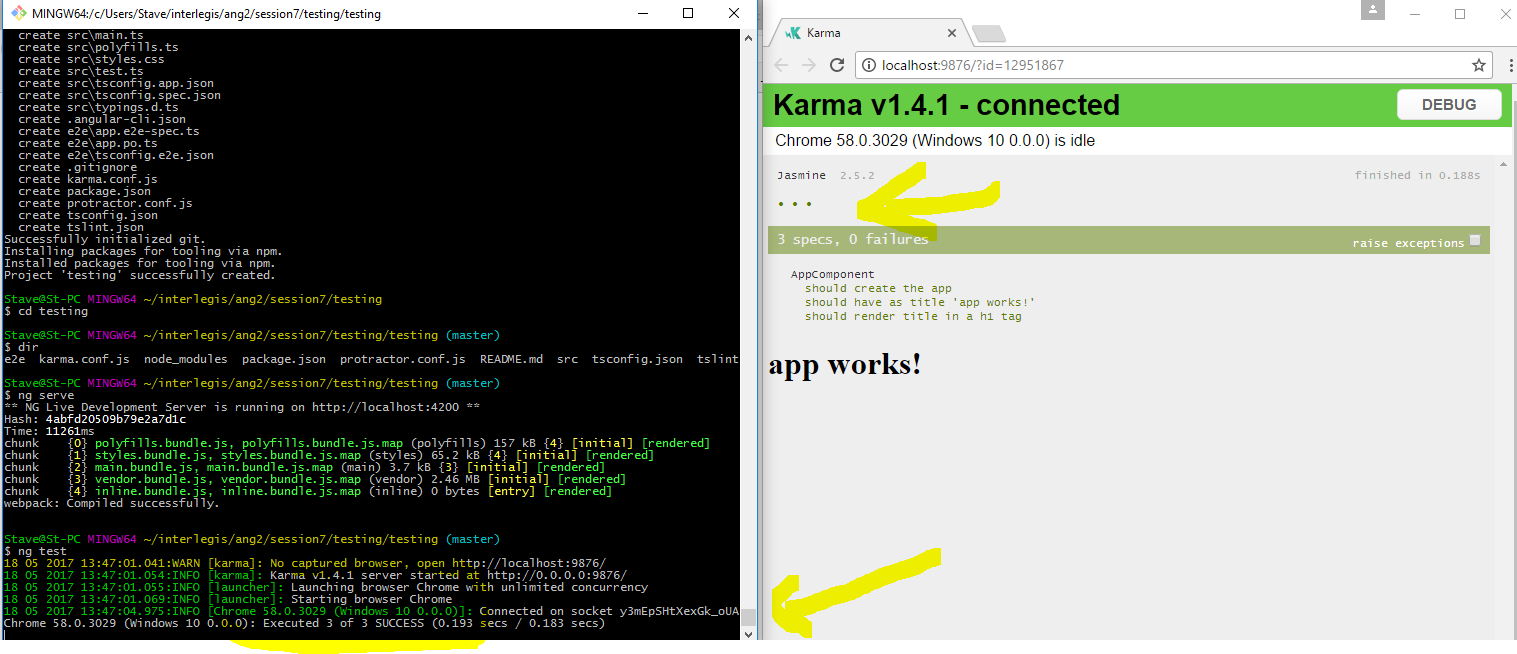 MINGW64:/c/Users/Stave/interlegis/ang2/session7/testing/testing
create src\main.ts
create src\polyfills.ts
create src\styles.css
create src\test.ts
create src\tsconfig.app.json
create src\tsconfig.spec.json
create src\typings.d.ts
create .angular-cli.json
create e2e\app.e2e-spec.ts
create e2e\app.po.ts
create e2e\tsconfig.e2e.json
create .gitignore
create karma.conf.js
create package.json
create protractor.conf.js
create tsconfig.json
create tslint.json
Successfully initialized git.
Installing packages for tooling via npm.
Installed packages for tooling via npm.
Project 'testing' successfully created.
Stave@St-PC MINGW64 ~/interlegis/ang2/session7/testing
$ cd testing
Stave@St-PC MINGW64 ~/interlegis/ang2/session7/testing/testing (master)
$ dir
e2e karma.conf.js node_modules package.json protractor.conf.js README.md src tsconfig.json tslint
Stave@St-PC MINGW64 ~/interlegis/ang2/session7/testing/testing (master)
$ ng serve
** NG Live Development Server is running on http://localhost:4200 **
Hash: 4abfd20509b79e2a7d1c
Time: 11261ms
chunk {0} polyfills.bundle.js, polyfills.bundle.js.map (polyfills) 157 kB {4} [initial] [rendered]
chunk {1} styles.bundle.js, styles.bundle.js.map (styles) 65.2 kB {4} [initial] [rendered]
chunk {2} main.bundle.js, main.bundle.js.map (main) 3.7 kB {3} [initial] [rendered]
chunk {3} vendor.bundle.js, vendor.bundle.js.map (vendor) 2.46 MB [initial] [rendered]
chunk {4} inline.bundle.js, inline.bundle.js.map (inline) 0 bytes [entry] [rendered]
webpack: Compiled successfully.
Stave@St-PC MINGW64 ~/interlegis/ang2/session7/testing/testing (master)
$ ng test
18 05 2017 13:47:01.041:WARN [karma]: No captured browser, open http://localhost:9876/
18 05 2017 13:47:01.054:INFO [karma]: Karma v1.4.1 server started at http://0.0.0.0:9876/
18 05 2017 13:47:01.055:INFO [launcher]: Launching browser Chrome with unlimited concurrency
18 05 2017 13:47:01.069:INFO [launcher]: Starting browser Chrome
18 05 2017 13:47:04.975:INFO [Chrome 58.0.3029 (Windows 10 0.0.0)]: Connected on socket y3mEpSHtXexGk_oUA
Chrome 58.0.3029 (Windows 10 0.0.0): Executed 3 of 3 SUCCESS (0.193 secs / 0.183 secs)
Karma
localhost:9876/?id=12951867
Karma v1.4.1 - connected
DEBUG
Chrome 58.0.3029 (Windows 10 0.0.0) is idle
Jasmine 2.5.2
finished in 0.188s
• • •
3 specs, 0 failures
raise exceptions
AppComponent
should create the app
should have as title 'app works!'
should render title in a h1 tag
app works!